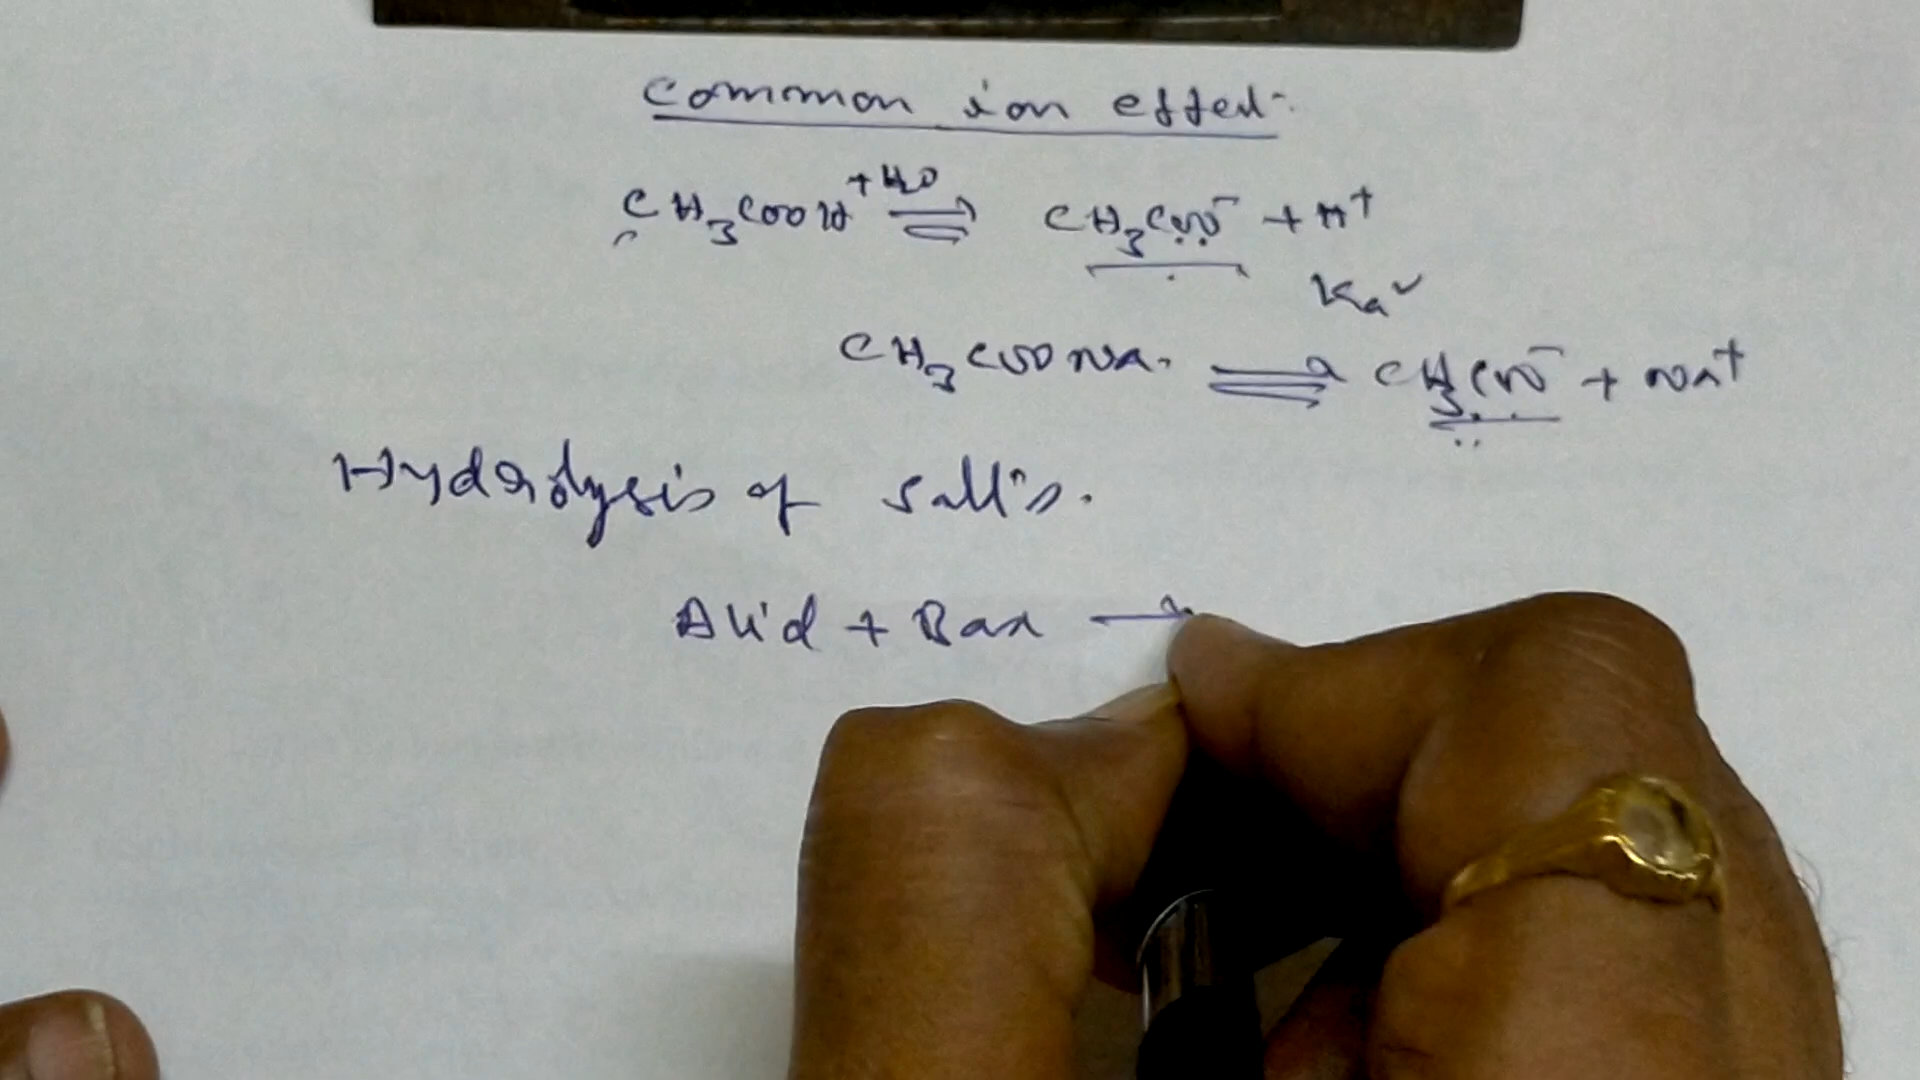 Common ion effect
CH₃COOH + H₂O ⇌ CH₃COO⁻ + H⁺
Ka
CH₃COONa ⇌ CH₃COO⁻ + Na⁺
Hydrolysis of salts.
Acid + Base →